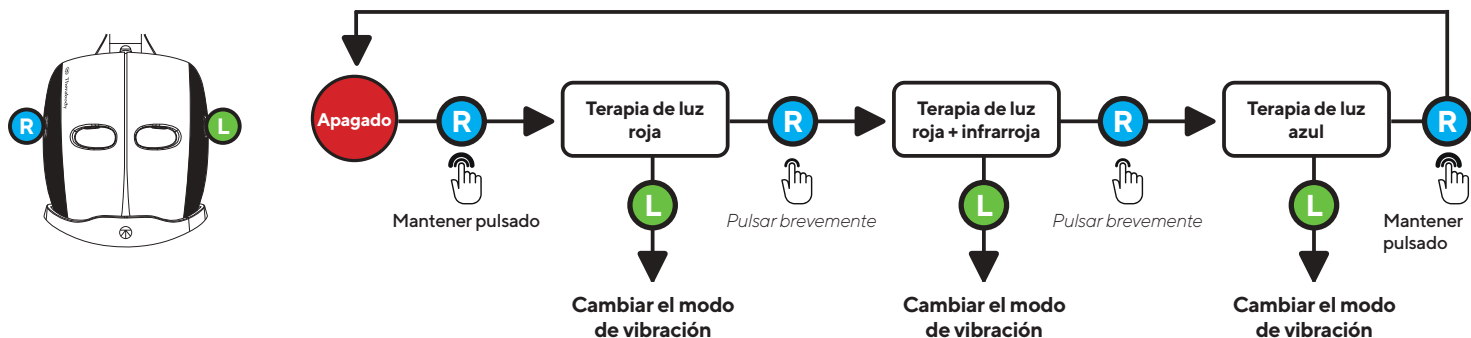 Therabody
R
L
Apagado
R
Mantener pulsado
Terapia de luz
roja
L
Cambiar el modo
de vibración
R
Pulsar brevemente
Terapia de luz
roja + infrarroja
L
Cambiar el modo
de vibración
R
Pulsar brevemente
Terapia de luz
azul
L
Cambiar el modo
de vibración
R
Mantener
pulsado